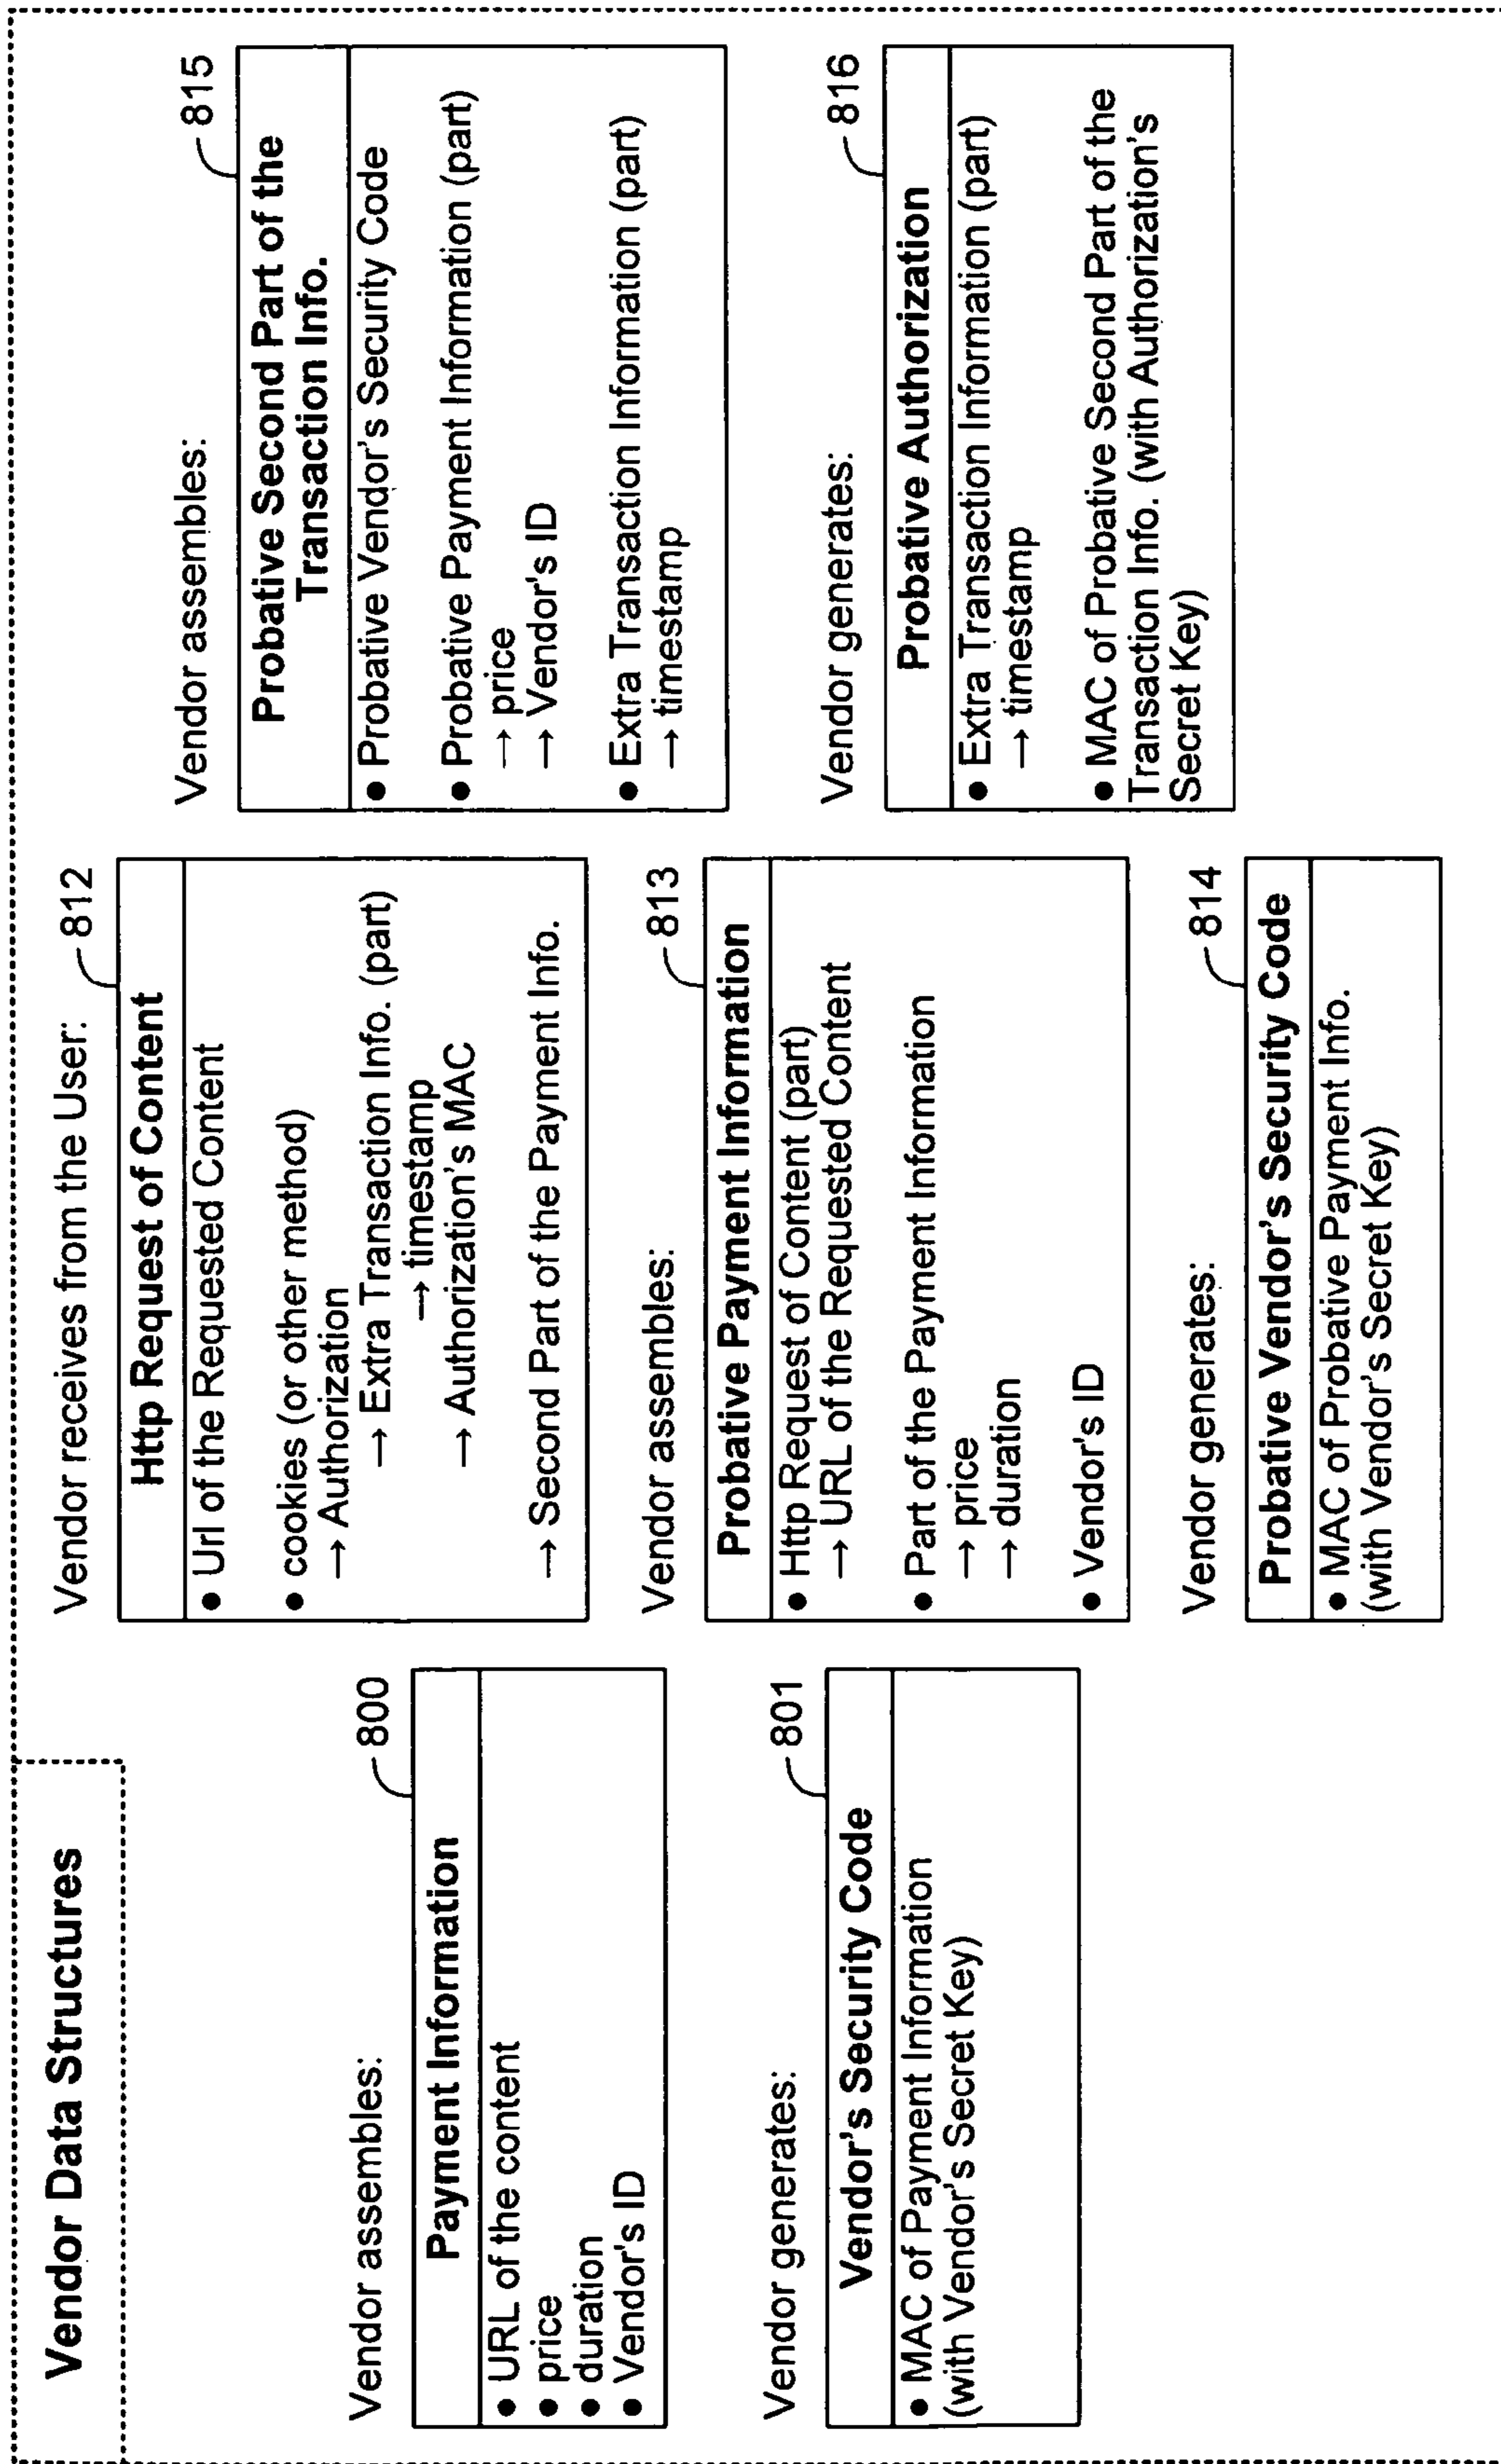 Vendor Data Structures
Vendor assembles:
800
Payment Information
● URL of the content
● price
● duration
● Vendor's ID
Vendor generates:
801
Vendor's Security Code
● MAC of Payment Information
(with Vendor's Secret Key)
Vendor receives from the User:
812
Http Request of Content
● Url of the Requested Content
● cookies (or other method)
→ Authorization
→ Extra Transaction Info. (part)
→ timestamp
→ Authorization's MAC
→ Second Part of the Payment Info.
Vendor assembles:
813
Probative Payment Information
● Http Request of Content (part)
→ URL of the Requested Content
● Part of the Payment Information
→ price
→ duration
● Vendor's ID
Vendor generates:
814
Probative Vendor's Security Code
● MAC of Probative Payment Info.
(with Vendor's Secret Key)
Vendor assembles:
815
Probative Second Part of the
Transaction Info.
● Probative Vendor's Security Code
● Probative Payment Information (part)
→ price
→ Vendor's ID
● Extra Transaction Information (part)
→ timestamp
Vendor generates:
816
Probative Authorization
● Extra Transaction Information (part)
→ timestamp
● MAC of Probative Second Part of the
Transaction Info. (with Authorization's
Secret Key)